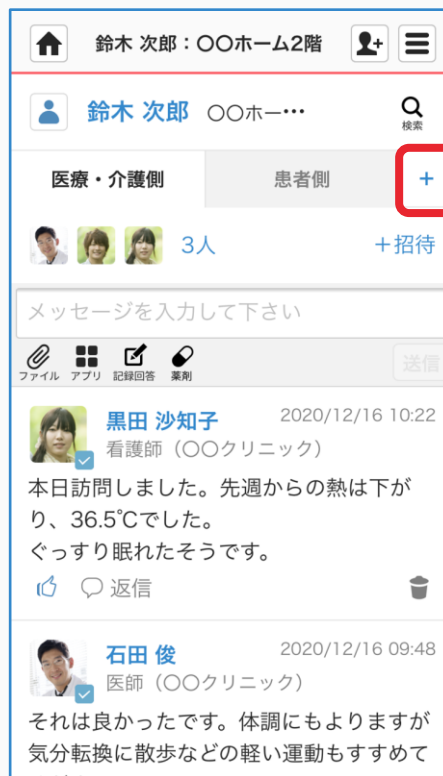 鈴木 次郎：〇〇ホーム2階
鈴木 次郎 〇〇ホー…
検索
医療・介護側 患者側 +
3人 +招待
メッセージを入力して下さい
ファイル アプリ 記録回答 薬剤 送信
黒田 沙知子 2020/12/16 10:22
看護師（〇〇クリニック）
本日訪問しました。先週からの熱は下が
り、36.5℃でした。
ぐっすり眠れたそうです。
返信
石田 俊 2020/12/16 09:48
医師（〇〇クリニック）
それは良かったです。体調にもよりますが
気分転換に散歩などの軽い運動もすすめて